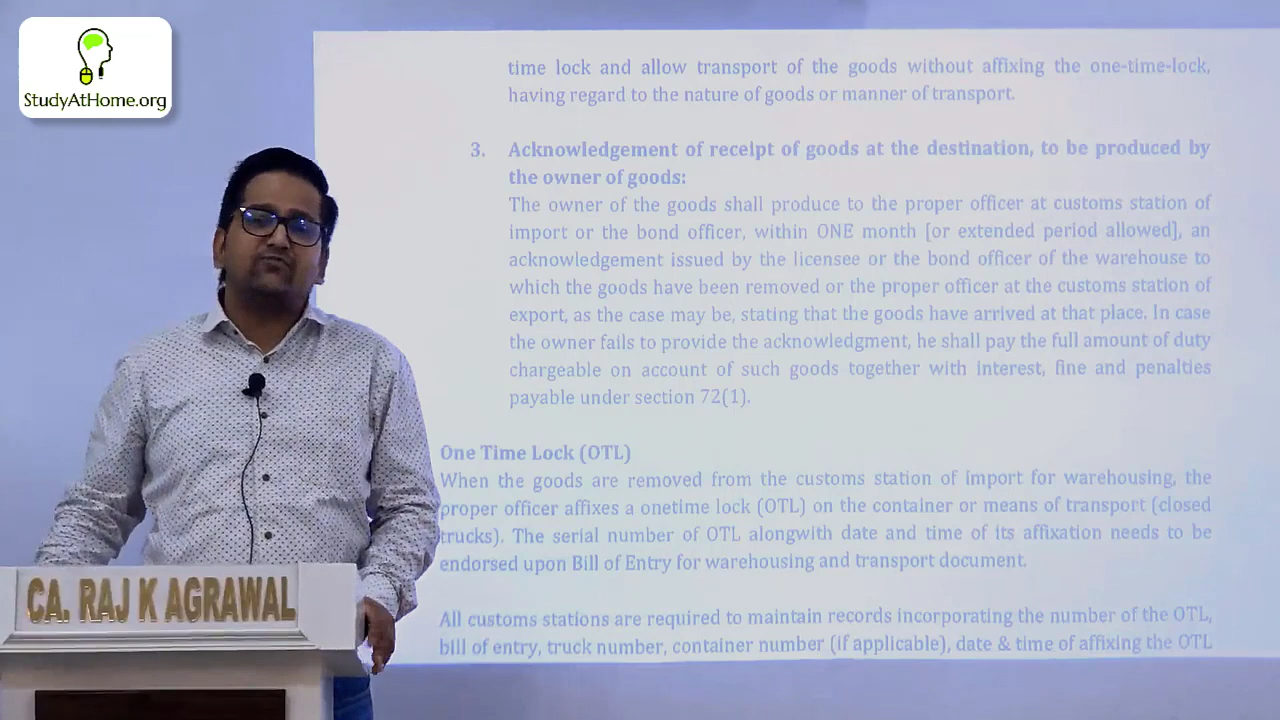 StudyAtHome.org
time lock and allow transport of the goods without affixing the one-time-lock,
having regard to the nature of goods or manner of transport.
3. Acknowledgement of receipt of goods at the destination, to be produced by
the owner of goods:
The owner of the goods shall produce to the proper officer at customs station of
import or the bond officer, within ONE month [or extended period allowed], an
acknowledgement issued by the licensee or the bond officer of the warehouse to
which the goods have been removed or the proper officer at the customs station of
export, as the case may be, stating that the goods have arrived at that place. In case
the owner fails to provide the acknowledgment, he shall pay the full amount of duty
chargeable on account of such goods together with interest, fine and penalties
payable under section 72(1).
One Time Lock (OTL)
When the goods are removed from the customs station of import for warehousing, the
proper officer affixes a onetime lock (OTL) on the container or means of transport (closed
trucks). The serial number of OTL alongwith date and time of its affixation needs to be
endorsed upon Bill of Entry for warehousing and transport document.
All customs stations are required to maintain records incorporating the number of the OTL,
bill of entry, truck number, container number (if applicable), date & time of affixing the OTL
CA. RAJ K AGRAWAL